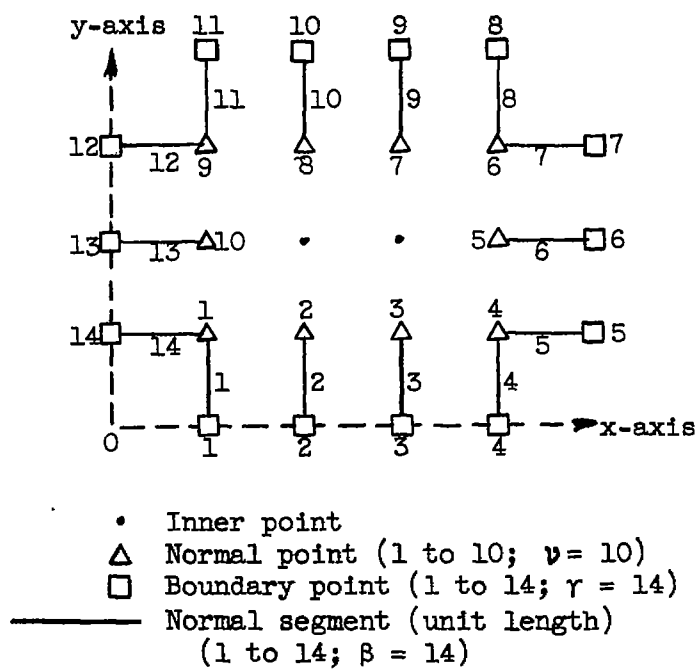 y-axis 11 10 9 8
11 10 9 8
12 12 9 8 7 6 7 7
13 13 10 5 6 6
14 14 1 2 3 4 5 5
1 2 3 4
0 1 2 3 4 x-axis
Inner point
Normal point (1 to 10; ν = 10)
Boundary point (1 to 14; γ = 14)
Normal segment (unit length)
(1 to 14; β = 14)